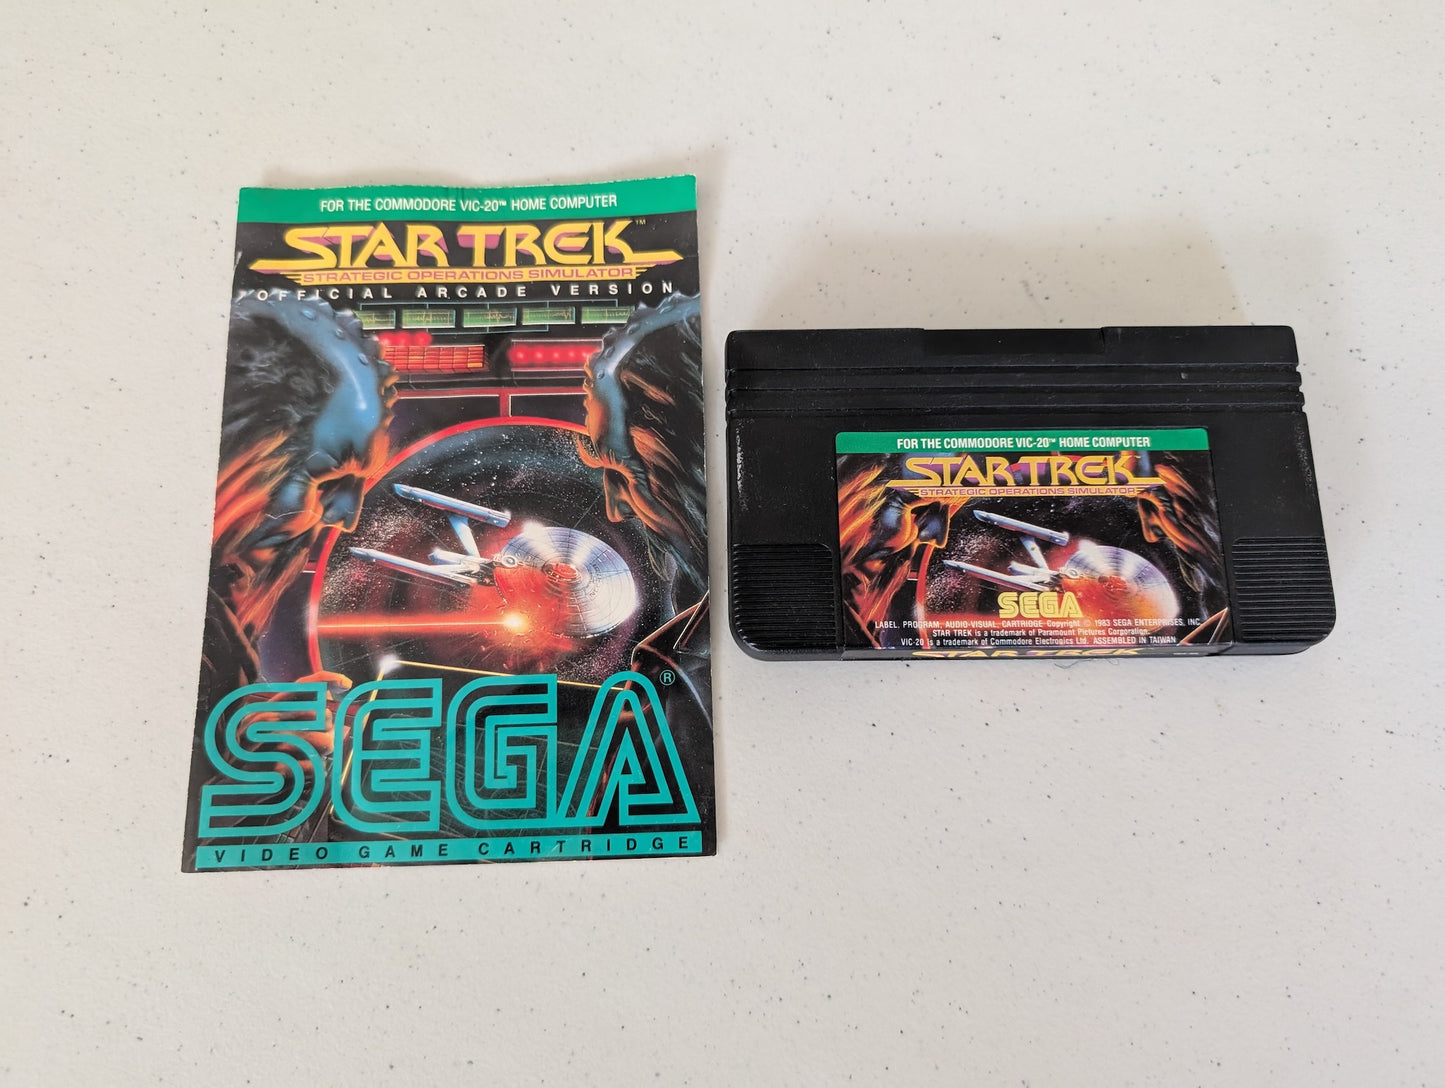 FOR THE COMMODORE VIC-20™ HOME COMPUTER
STAR TREK™
STRATEGIC OPERATIONS SIMULATOR
OFFICIAL ARCADE VERSION
SEGA®
VIDEO GAME CARTRIDGE
FOR THE COMMODORE VIC-20™ HOME COMPUTER
STAR TREK
STRATEGIC OPERATIONS SIMULATOR
SEGA®
LABEL, PROGRAM, AUDIO-VISUAL, CARTRIDGE Copyright © 1983 SEGA ENTERPRISES, INC.
STAR TREK is a trademark of Paramount Pictures Corporation.
VIC-20 is a trademark of Commodore Electronics Ltd. ASSEMBLED IN TAIWAN
STAR TREK